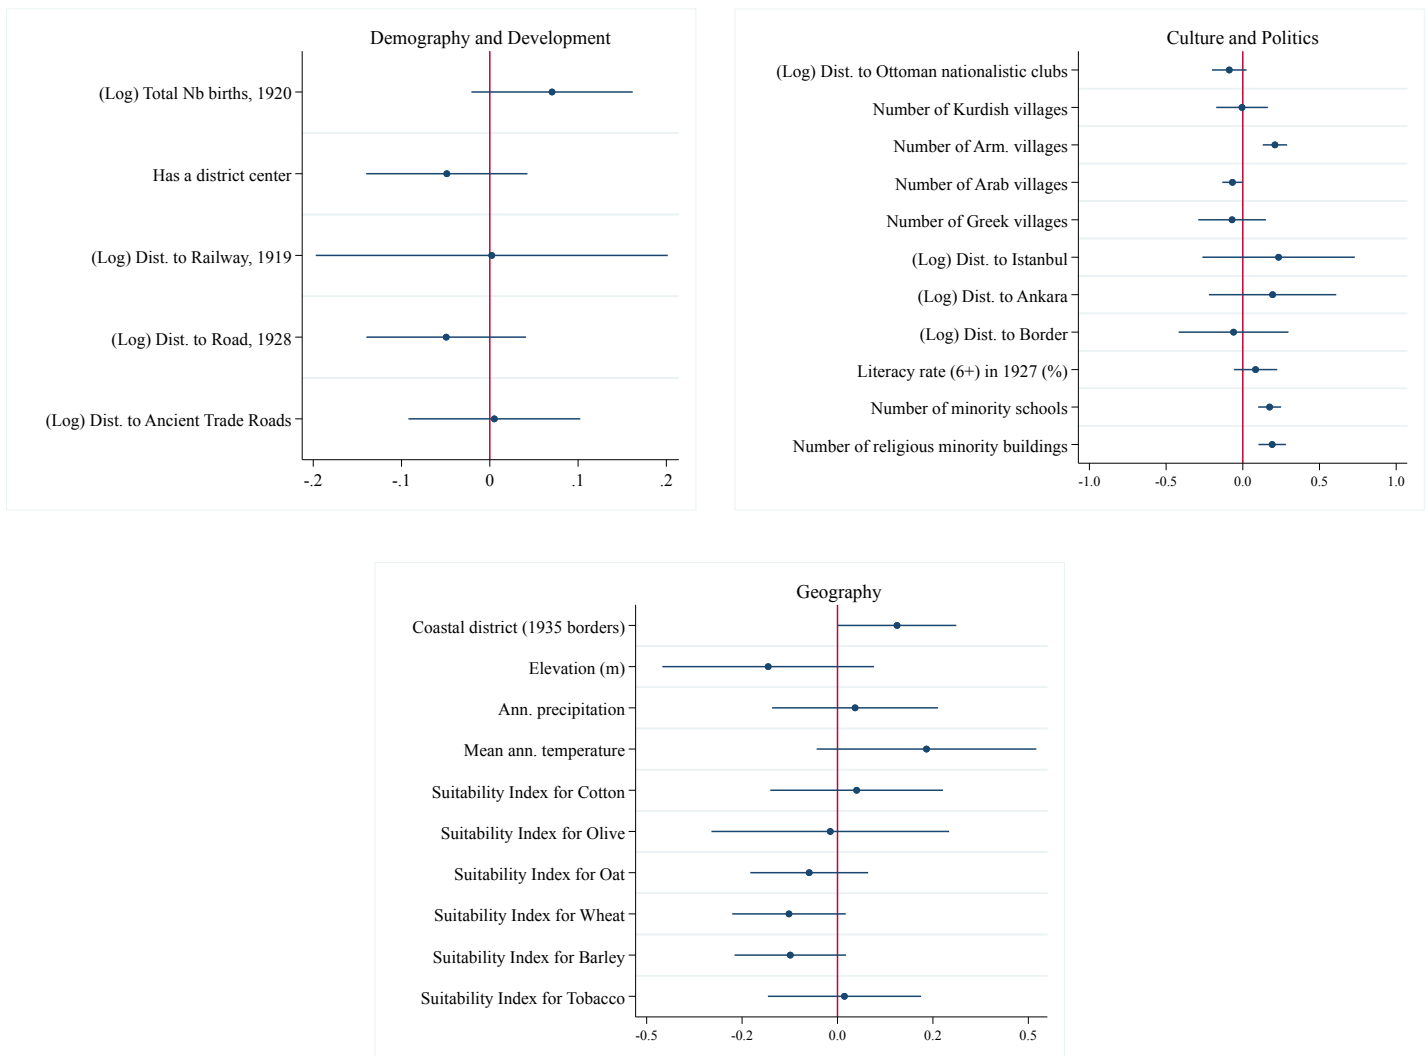 Demography and Development
(Log) Total Nb births, 1920
Has a district center
(Log) Dist. to Railway, 1919
(Log) Dist. to Road, 1928
(Log) Dist. to Ancient Trade Roads
-.2 -.1 0 .1 .2
Culture and Politics
(Log) Dist. to Ottoman nationalistic clubs
Number of Kurdish villages
Number of Arm. villages
Number of Arab villages
Number of Greek villages
(Log) Dist. to Istanbul
(Log) Dist. to Ankara
(Log) Dist. to Border
Literacy rate (6+) in 1927 (%)
Number of minority schools
Number of religious minority buildings
-1.0 -0.5 0.0 0.5 1.0
Geography
Coastal district (1935 borders)
Elevation (m)
Ann. precipitation
Mean ann. temperature
Suitability Index for Cotton
Suitability Index for Olive
Suitability Index for Oat
Suitability Index for Wheat
Suitability Index for Barley
Suitability Index for Tobacco
-0.5 -0.2 0.0 0.2 0.5